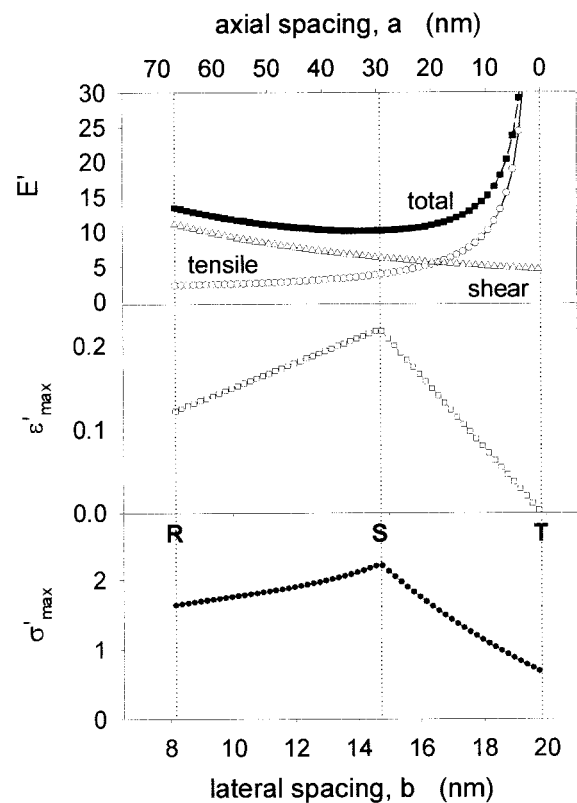 axial spacing, a (nm)
70 60 50 40 30 20 10 0
30
25
20
15
10
5
0
E'
total
tensile
shear
0.2
0.1
0.0
ε'max
R S T
2
1
0
σ'max
8 10 12 14 16 18 20
lateral spacing, b (nm)